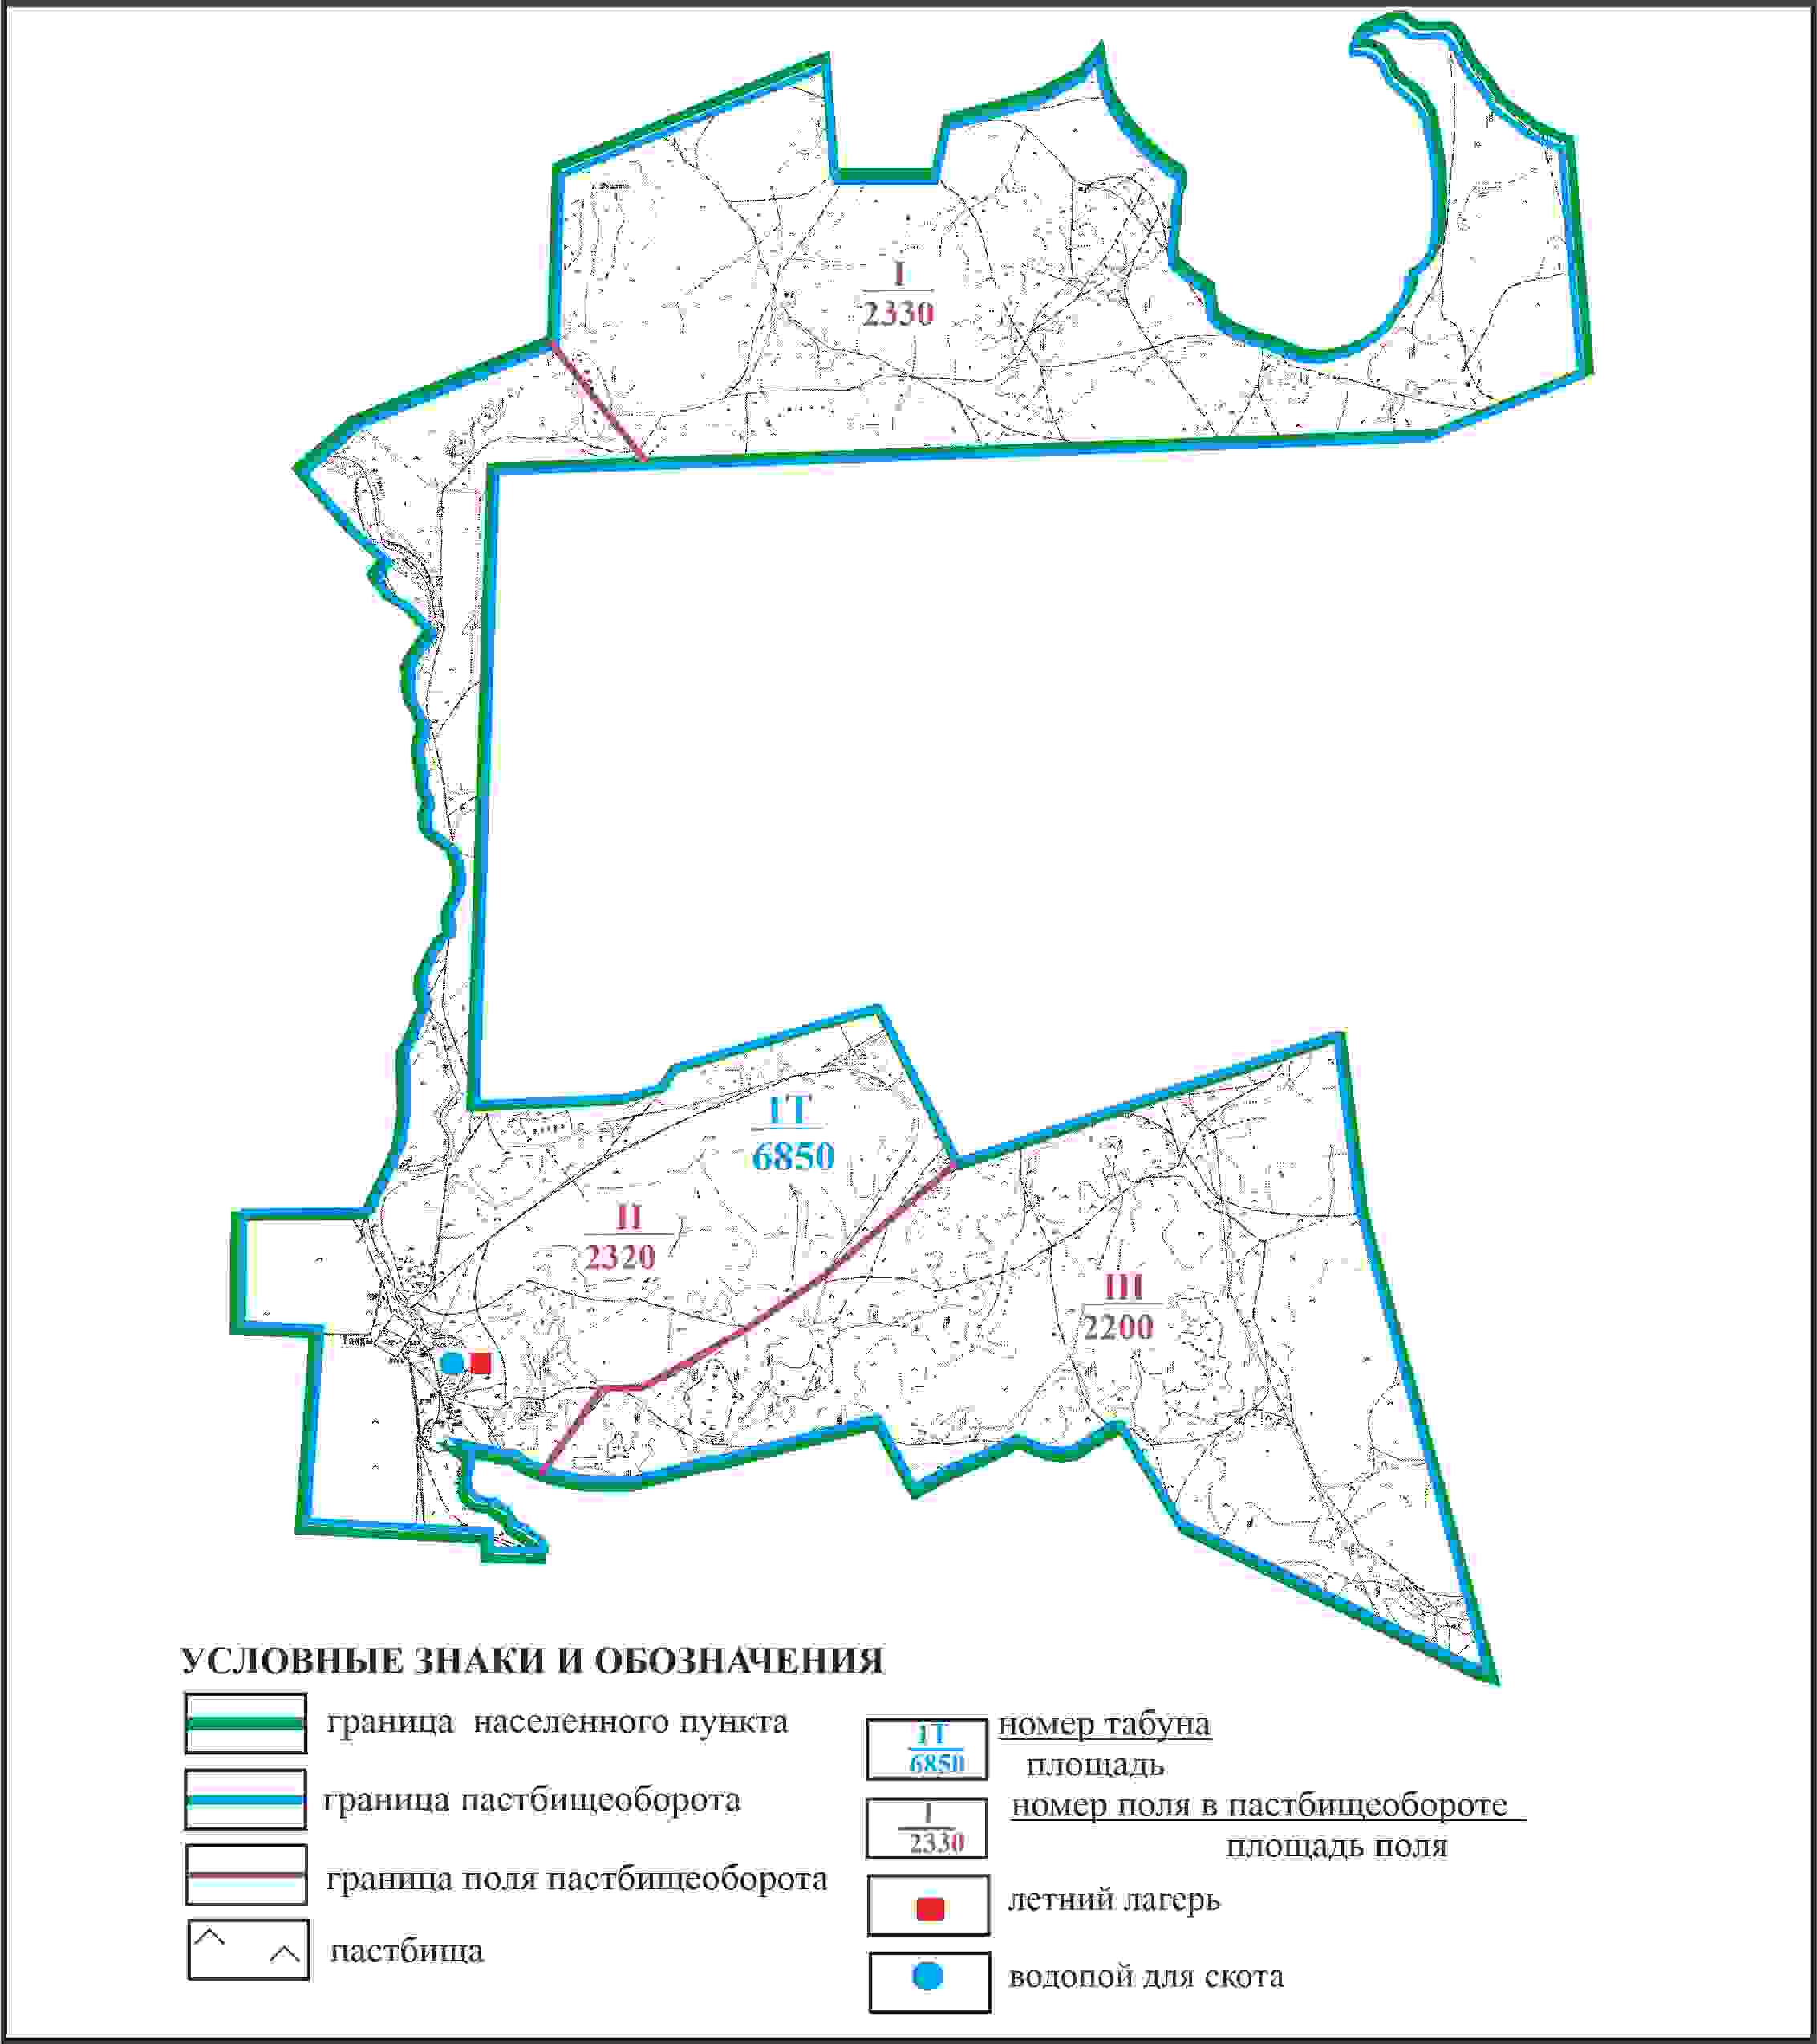 I
2330
1Т
6850
II
2320
III
2200
УСЛОВНЫЕ ЗНАКИ И ОБОЗНАЧЕНИЯ
граница населенного пункта
граница пастбищеоборота
граница поля пастбищеоборота
пастбища
1Т
6850
номер табуна
площадь
I
2330
номер поля в пастбищеобороте
площадь поля
летний лагерь
водопой для скота